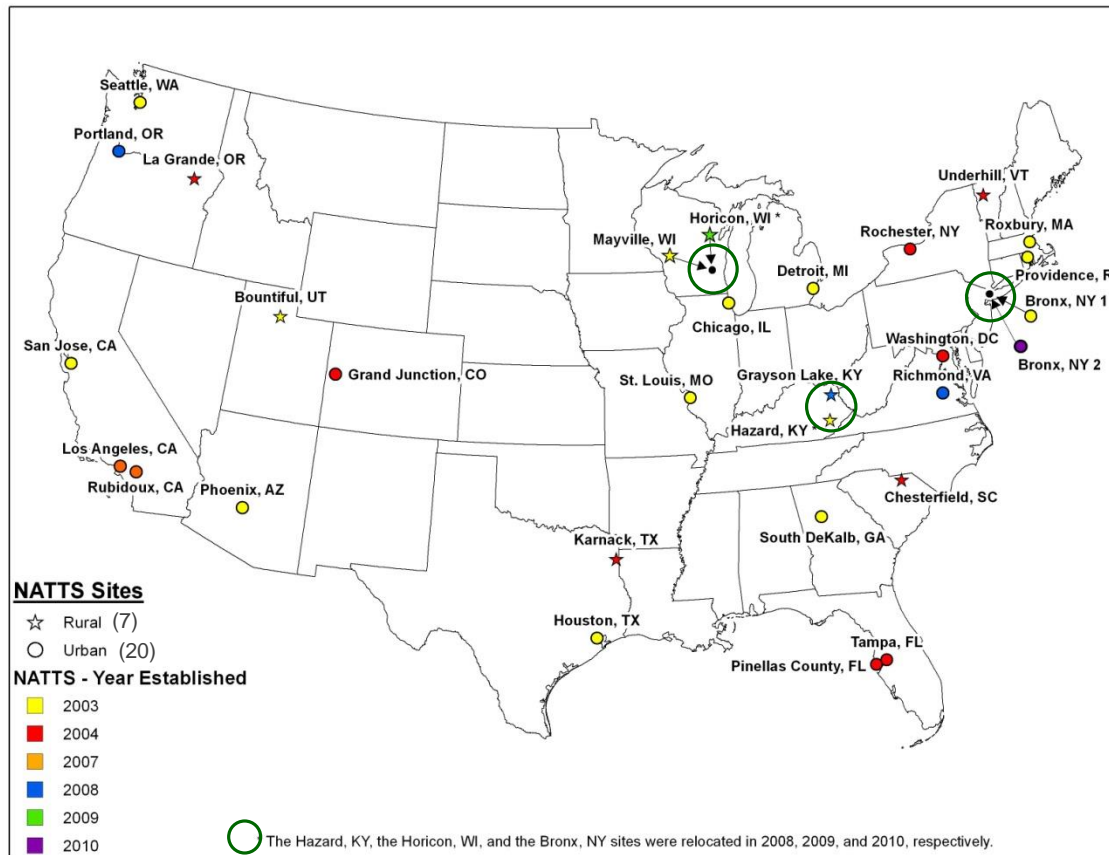 Seattle, WA
Portland, OR
La Grande, OR
Underhill, VT
Horicon, WI *
Roxbury, MA
Mayville, WI
Rochester, NY
Detroit, MI
Providence, R
Bountiful, UT
Bronx, NY 1
Chicago, IL
Washington, DC
San Jose, CA
Bronx, NY 2
Grand Junction, CO
St. Louis, MO
Grayson Lake, KY
Richmond, VA
Hazard, KY *
Los Angeles, CA
Rubidoux, CA
Phoenix, AZ
Chesterfield, SC
South DeKalb, GA
Karnack, TX
Houston, TX
Tampa, FL
Pinellas County, FL
NATTS Sites
Rural (7)
Urban (20)
NATTS - Year Established
2003
2004
2007
2008
2009
2010
The Hazard, KY, the Horicon, WI, and the Bronx, NY sites were relocated in 2008, 2009, and 2010, respectively.